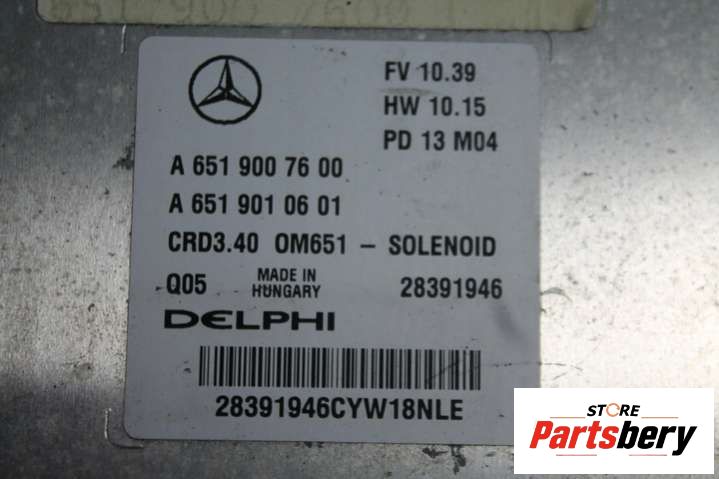 FV 10.39
HW 10.15
PD 13 M04
A 651 900 76 00
A 651 901 06 01
CRD3.40 OM651 – SOLENOID
Q05 MADE IN HUNGARY 28391946
DELPHI
28391946CYW18NLE
STORE
Partsbery